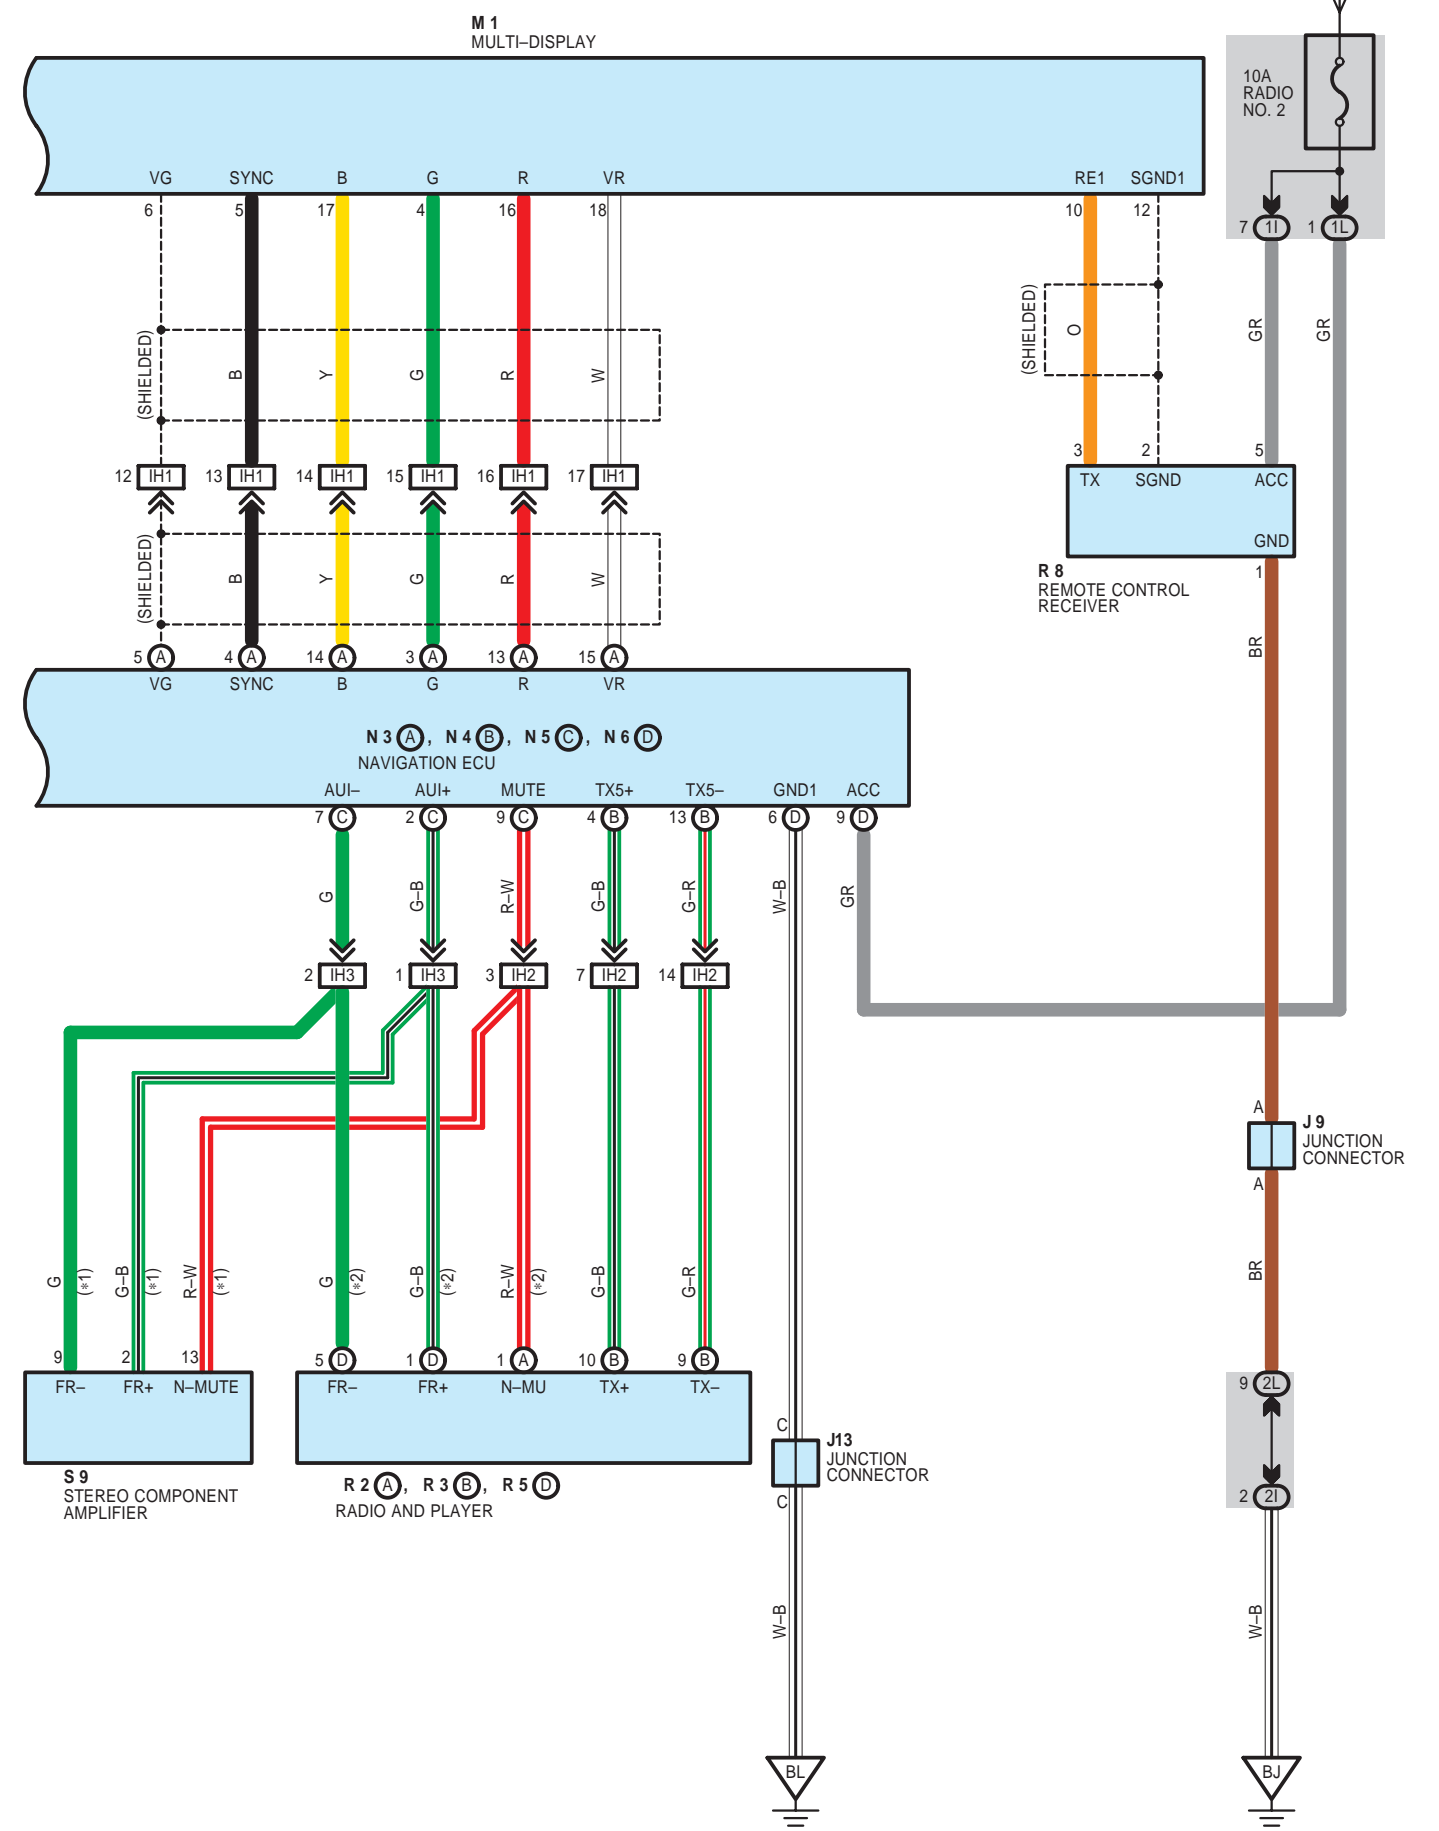 M 1
MULTI–DISPLAY
10A
RADIO
NO. 2
VG SYNC B G R VR RE1 SGND1
6 5 17 4 16 18 10 12
7 1I 1 1L
(SHIELDED) B Y G R W
(SHIELDED) O
GR GR
12 IH1 13 IH1 14 IH1 15 IH1 16 IH1 17 IH1
3 2 5
TX SGND ACC
GND
1
R 8
REMOTE CONTROL
RECEIVER
(SHIELDED) B Y G R W
BR
5 A 4 A 14 A 3 A 13 A 15 A
VG SYNC B G R VR
N 3 A , N 4 B , N 5 C , N 6 D
NAVIGATION ECU
AUI– AUI+ MUTE TX5+ TX5– GND1 ACC
7 C 2 C 9 C 4 B 13 B 6 D 9 D
G G–B R–W G–B G–R W–B GR
2 IH3 1 IH3 3 IH2 7 IH2 14 IH2
A
J 9
JUNCTION
CONNECTOR
A
G (*1) G–B (*1) R–W (*1) G (*2) G–B (*2) R–W (*2) G–B G–R
BR
9 2 13 5 D 1 D 1 A 10 B 9 B
FR– FR+ N–MUTE FR– FR+ N–MU TX+ TX–
9 2L
S 9
STEREO COMPONENT
AMPLIFIER
R 2 A , R 3 B , R 5 D
RADIO AND PLAYER
C
J13
JUNCTION
CONNECTOR
C
2 2I
W–B W–B
BL BJ